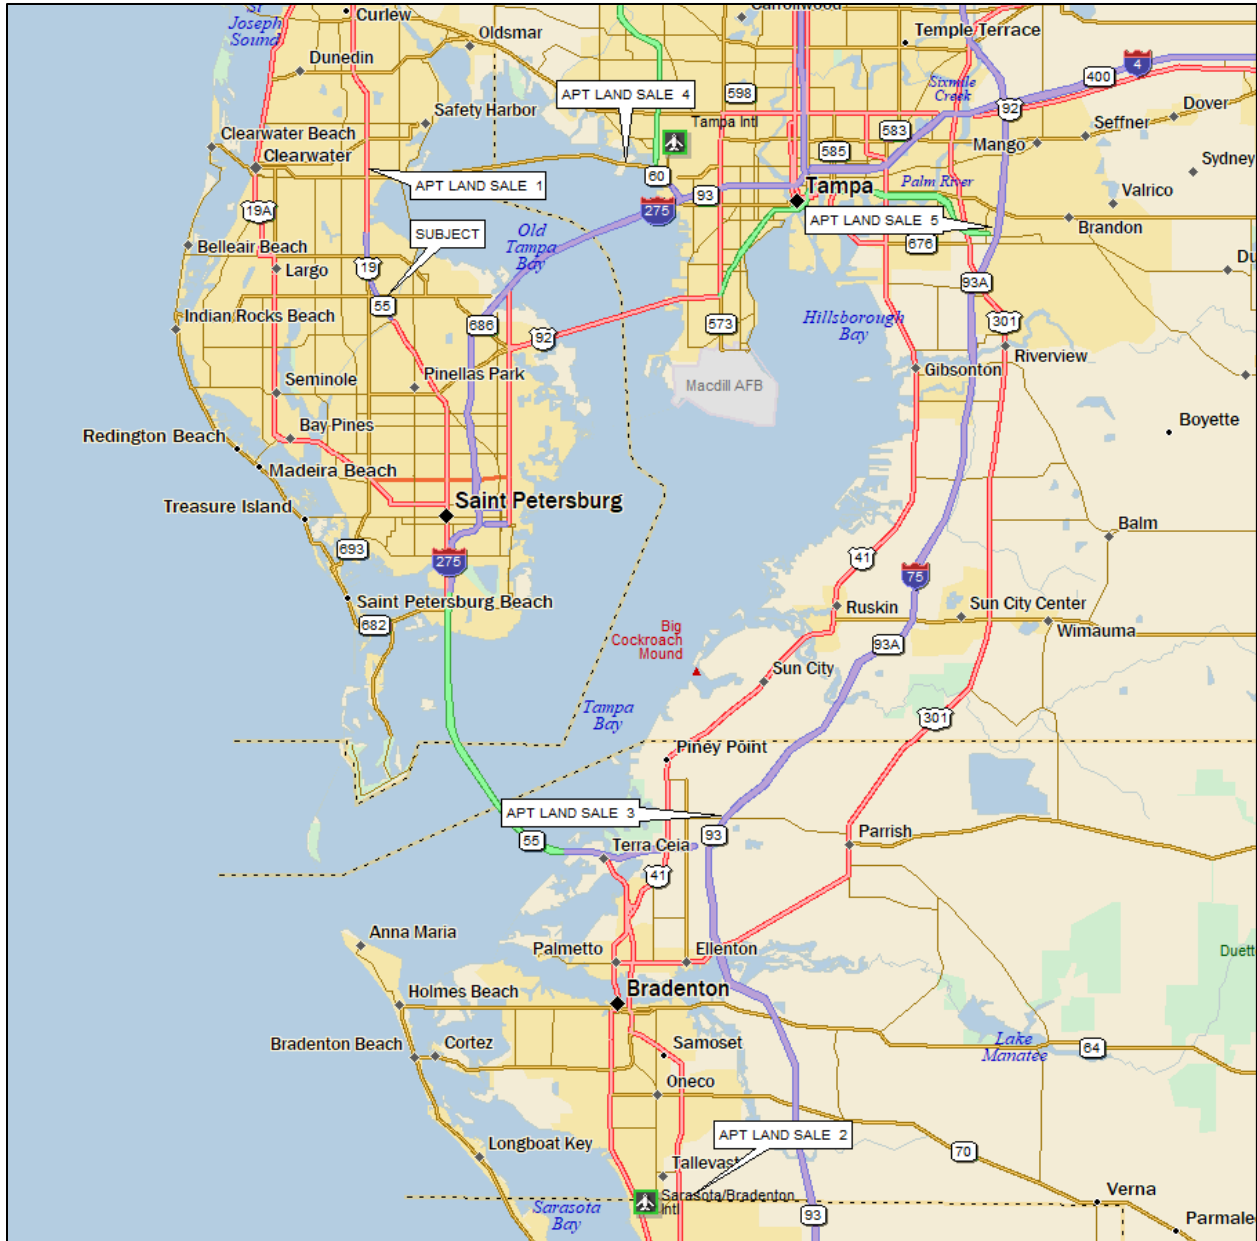 St
Joseph
Sound
Curlew
Carrollwood
Oldsmar
Temple Terrace
Dunedin
4
400
Sixmile
Creek
APT LAND SALE 4
598
92
Dover
Safety Harbor
Tampa Intl
583
Seffner
Clearwater Beach
Mango
585
Clearwater
Sydney
60
APT LAND SALE 1
93
Tampa
Palm River
Valrico
19A
275
APT LAND SALE 5
Brandon
SUBJECT
Old
Tampa
Bay
676
Belleair Beach
Largo
19
Du
93A
55
Indian Rocks Beach
686
92
573
Hillsborough
Bay
301
Riverview
Gibsonton
Seminole
Pinellas Park
Macdill AFB
Boyette
Bay Pines
Redington Beach
Madeira Beach
Saint Petersburg
Treasure Island
Balm
693
275
41
75
Saint Petersburg Beach
Ruskin
Sun City Center
682
Wimauma
Big
Cockroach
Mound
93A
Sun City
Tampa
Bay
301
Piney Point
APT LAND SALE 3
93
Parrish
55
Terra Ceia
41
Anna Maria
Palmetto
Ellenton
Duett
Bradenton
Holmes Beach
Bradenton Beach
Cortez
Samoset
Lake
Manatee
64
Oneco
APT LAND SALE 2
Longboat Key
70
Tallevast
Sarasota/Bradenton
Intl
Verna
Sarasota
Bay
93
Parmale